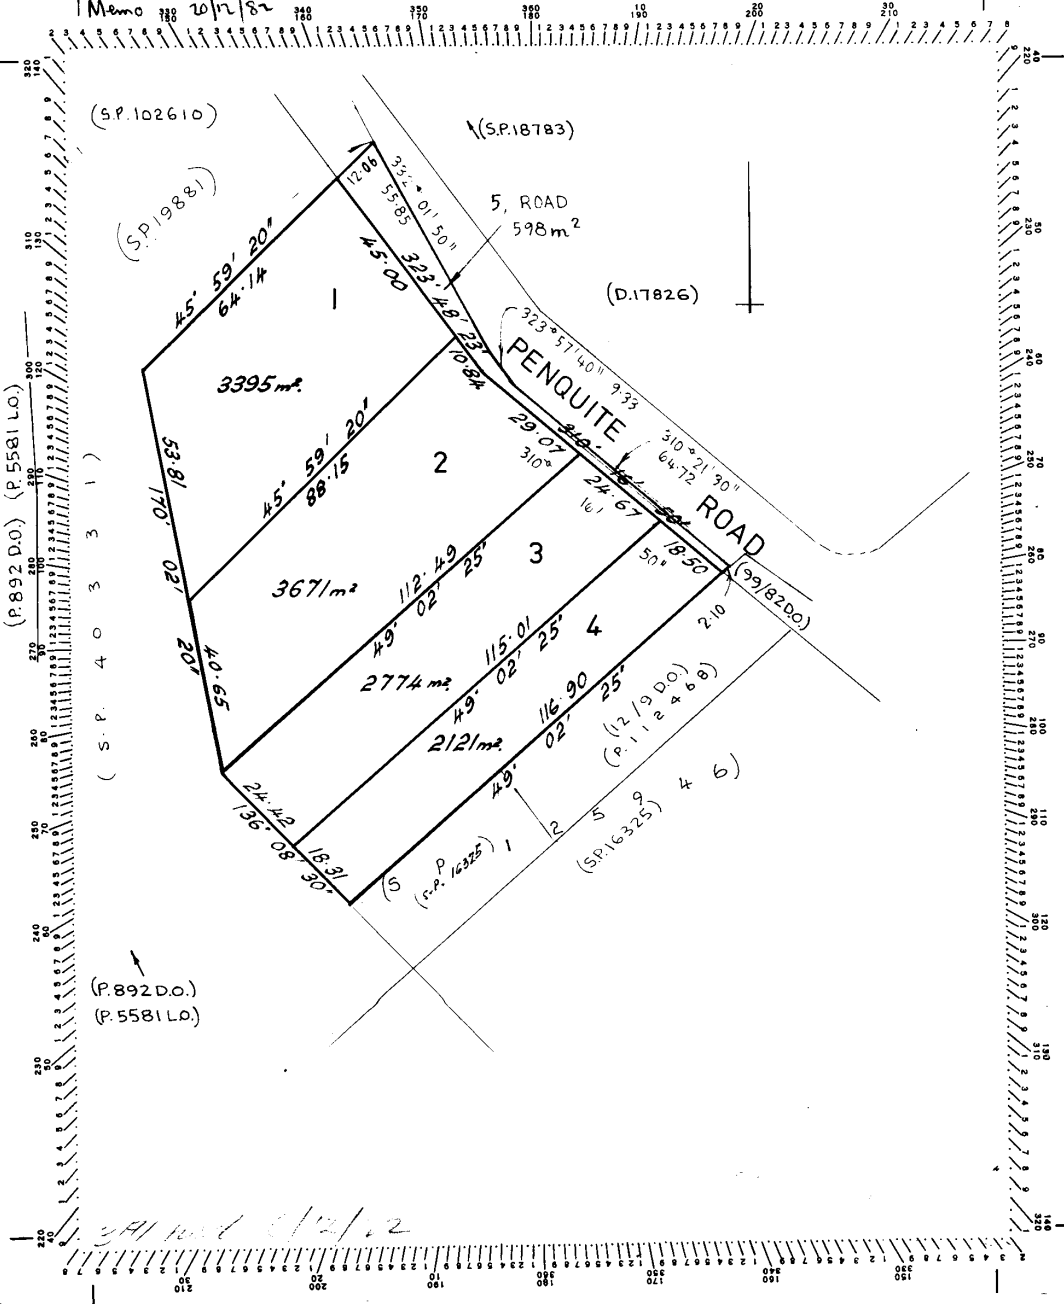 1 Memo 20/12/82
(S.P.102610)
(S.P.18783)
(S.P.19881)
12·06
332° 01' 50"
55·85
5, ROAD
598m²
45° 59' 20"
64·14
45·00
323° 48' 23"
(D.17826)
1
3395m².
10·84
323° 57' 40" 9·33
PENQUITE ROAD
310° 21' 30"
64·72
53·81
170° 02' 20"
45° 59' 20"
88·15
2
29·07
310°
24·67
16'
18·50
50"
(99/82 D.O.)
2·10
3671m²
112·49
49° 02' 25"
3
40·65
2774m².
115·01
49° 02' 25"
4
2121m².
116·90
49° 02' 25"
(12/9 D.O.)
(P.112468)
24·42
18·31
136° 08' 30"
(S P 1
(S.P. 16325)
2 5 9 4 6)
(S.P.16325)
(S.P. 40331)
(P.892 D.O.) (P.5581 L.O.)
(P.892 D.O.)
(P.5581 L.O.)